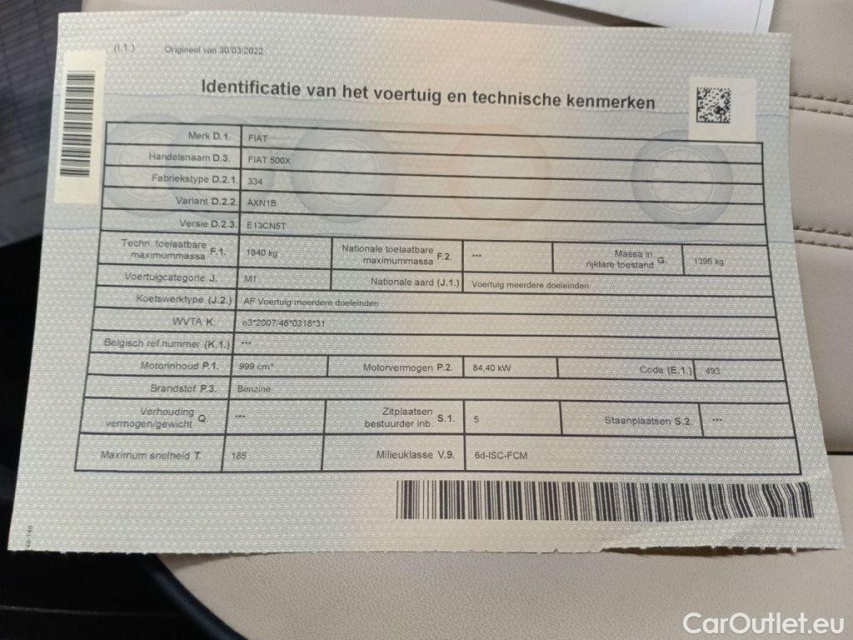 (I.1.) Origineel van 30/03/2022
Identificatie van het voertuig en technische kenmerken
Merk D.1. FIAT
Handelsnaam D.3. FIAT 500X
Fabriekstype D.2.1. 334
Variant D.2.2. AXN1B
Versie D.2.3. E13CN5T
Techn. toelaatbare maximummassa F.1. 1840 kg Nationale toelaatbare maximummassa F.2. --- Massa in rijklare toestand G. 1395 kg
Voertuigcategorie J. M1 Nationale aard (J.1.) Voertuig meerdere doeleinden
Koetswerktype (J.2.) AF Voertuig meerdere doeleinden
WVTA K. e3*2007/46*0318*31
Belgisch ref.nummer (K.1.) ---
Motorinhoud P.1. 999 cm³ Motorvermogen P.2. 84,40 kW Code (E.1.) 493
Brandstof P.3. Benzine
Verhouding vermogen/gewicht Q. --- Zitplaatsen bestuurder inb. S.1. 5 Staanplaatsen S.2. ---
Maximum snelheid T. 185 Milieuklasse V.9. 6d-ISC-FCM
CarOutlet.eu